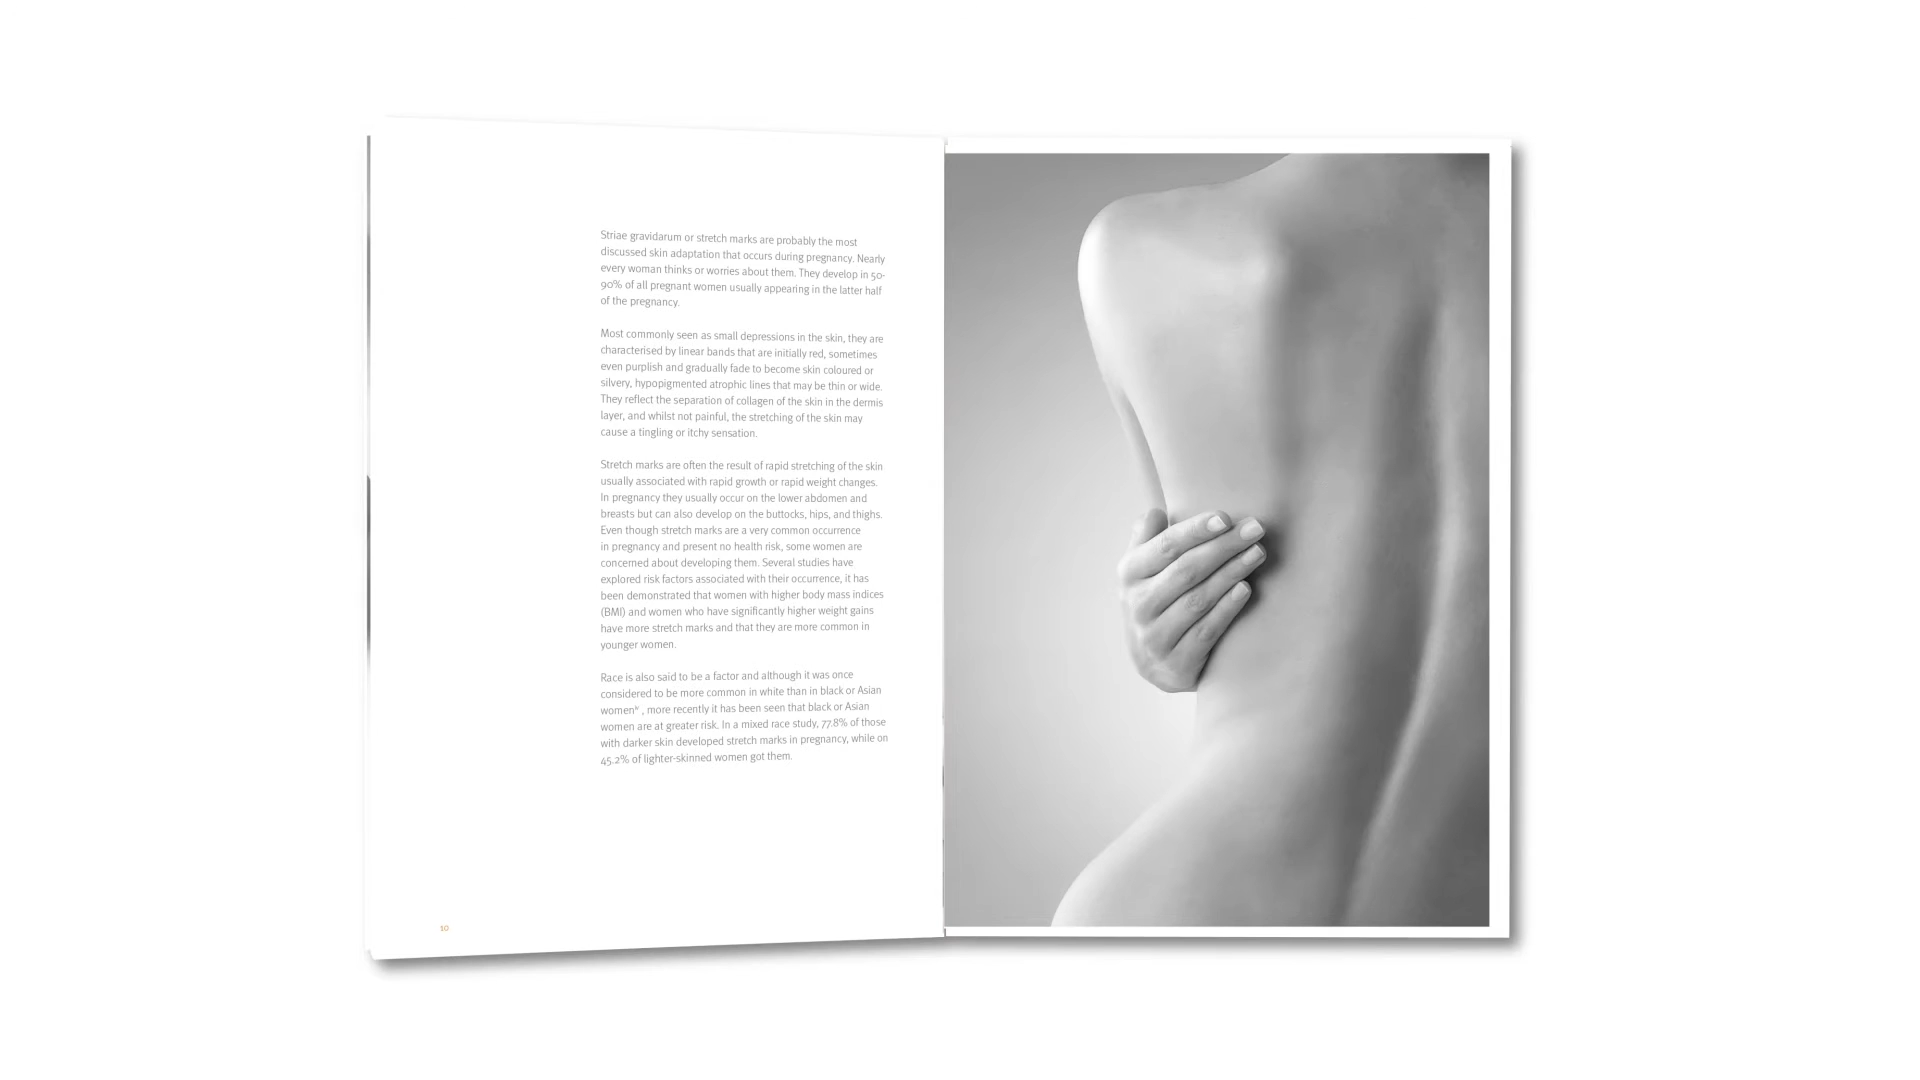 Striae gravidarum or stretch marks are probably the most
discussed skin adaptation that occurs during pregnancy. Nearly
every woman thinks or worries about them. They develop in 50-
90% of all pregnant women usually appearing in the latter half
of the pregnancy.
Most commonly seen as small depressions in the skin, they are
characterised by linear bands that are initially red, sometimes
even purplish and gradually fade to become skin coloured or
silvery, hypopigmented atrophic lines that may be thin or wide.
They reflect the separation of collagen of the skin in the dermis
layer, and whilst not painful, the stretching of the skin may
cause a tingling or itchy sensation.
Stretch marks are often the result of rapid stretching of the skin
usually associated with rapid growth or rapid weight changes.
In pregnancy they usually occur on the lower abdomen and
breasts but can also develop on the buttocks, hips, and thighs.
Even though stretch marks are a very common occurrence
in pregnancy and present no health risk, some women are
concerned about developing them. Several studies have
explored risk factors associated with their occurrence, it has
been demonstrated that women with higher body mass indices
(BMI) and women who have significantly higher weight gains
have more stretch marks and that they are more common in
younger women.
Race is also said to be a factor and although it was once
considered to be more common in white than in black or Asian
women , more recently it has been seen that black or Asian
women are at greater risk. In a mixed race study, 77.8% of those
with darker skin developed stretch marks in pregnancy, while on
45.2% of lighter-skinned women got them.
10